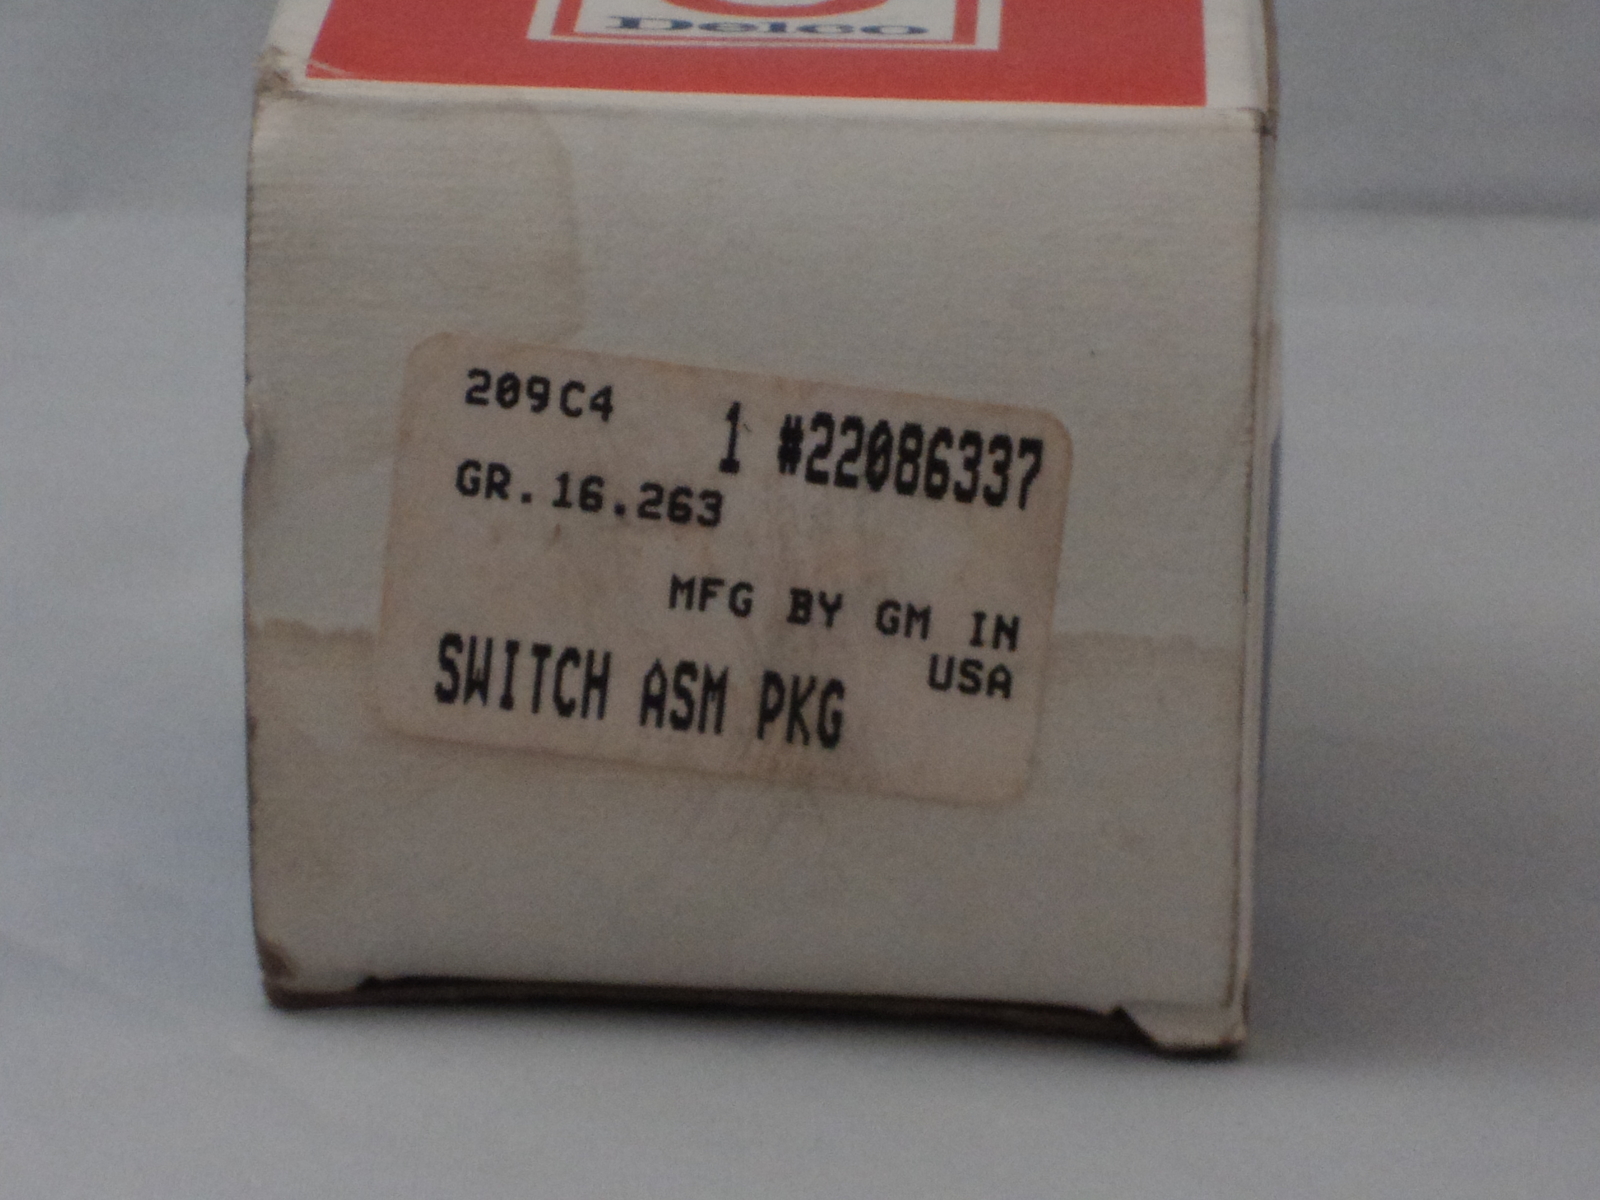 Delco
209C4 1 #22086337
GR.16.263
MFG BY GM IN
USA
SWITCH ASM PKG